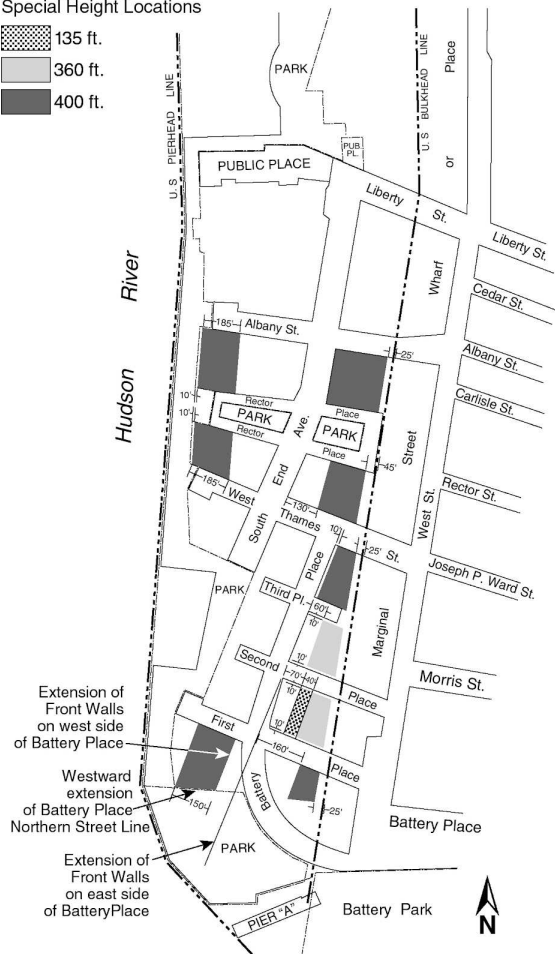 Special Height Locations
135 ft.
360 ft.
400 ft.
U.S PIERHEAD LINE
U.S BULKHEAD LINE
Place
or
PARK
PUB.
PL.
PUBLIC PLACE
Liberty St.
Liberty St.
Wharf
Cedar St.
Hudson River
185'
Albany St.
25'
Albany St.
Carlisle St.
10'
10'
Rector
PARK
Rector
Place
PARK
Place
Ave.
End
South
Street
45'
185'
West
130'
Thames
10'
25'
St.
West St.
Rector St.
Joseph P. Ward St.
Place
PARK
Third Pl.
60'
10'
10'
Marginal
Second
Place
70'
40'
10'
10'
Morris St.
Extension of
Front Walls
on west side
of Battery Place
First
Place
160'
Battery
Westward
extension
of Battery Place
Northern Street Line
150'
25'
Battery Place
PARK
Extension of
Front Walls
on east side
of BatteryPlace
PIER "A"
Battery Park
N